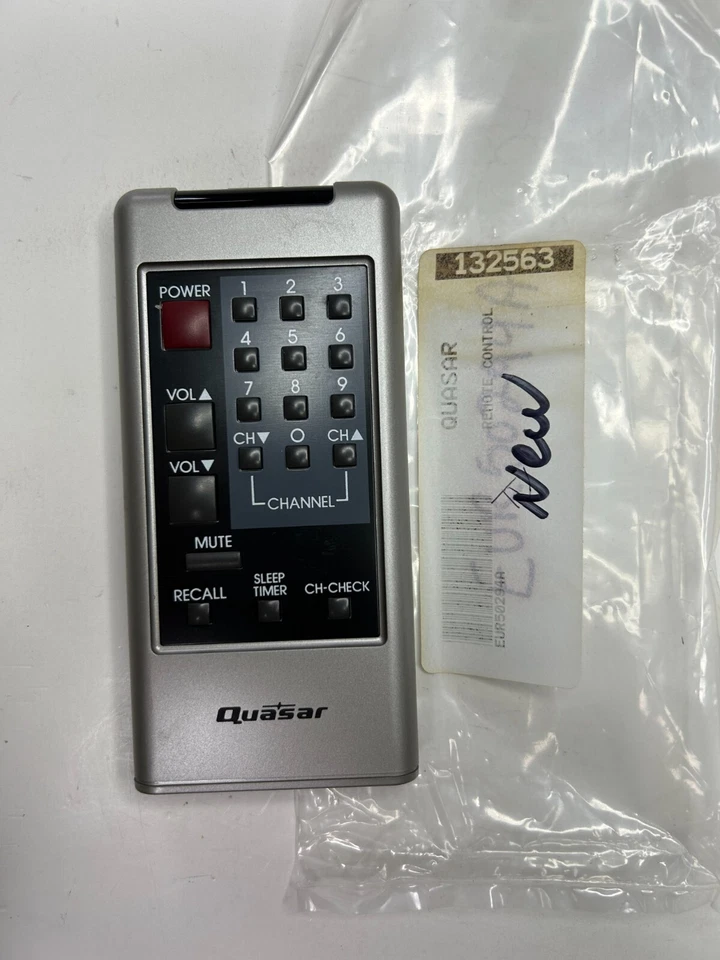 POWER
1 2 3
4 5 6
VOL▲
7 8 9
CH▼ 0 CH▲
VOL▼
CHANNEL
MUTE
RECALL
SLEEP
TIMER
CH-CHECK
Quasar
132563
QUASAR
REMOTE CONTROL
New
EUR50294A